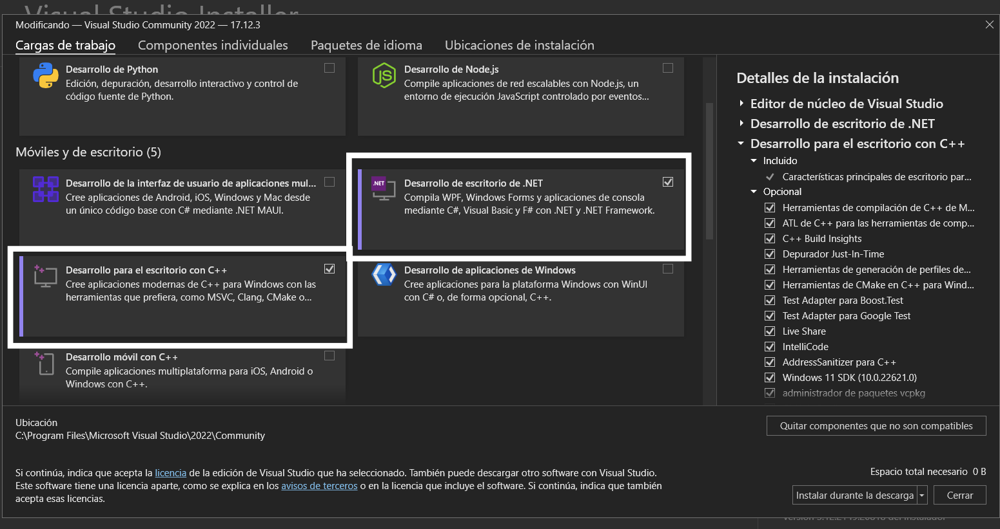 Visual Studio Installer
Modificando — Visual Studio Community 2022 — 17.12.3
Cargas de trabajo
Componentes individuales
Paquetes de idioma
Ubicaciones de instalación
Desarrollo de Python
Edición, depuración, desarrollo interactivo y control de
código fuente de Python.
JS
Desarrollo de Node.js
Compile aplicaciones de red escalables con Node.js, un
entorno de ejecución JavaScript controlado por eventos...
Móviles y de escritorio (5)
Desarrollo de la interfaz de usuario de aplicaciones mul...
Cree aplicaciones de Android, iOS, Windows y Mac desde
un único código base con C# mediante .NET MAUI.
.NET
Desarrollo de escritorio de .NET
Compila WPF, Windows Forms y aplicaciones de consola
mediante C#, Visual Basic y F# con .NET y .NET Framework.
Desarrollo para el escritorio con C++
Cree aplicaciones modernas de C++ para Windows con las
herramientas que prefiera, como MSVC, Clang, CMake o...
Desarrollo de aplicaciones de Windows
Cree aplicaciones para la plataforma Windows con WinUI
con C# o, de forma opcional, C++.
Desarrollo móvil con C++
Compile aplicaciones multiplataforma para iOS, Android o
Windows con C++.
Detalles de la instalación
Editor de núcleo de Visual Studio
Desarrollo de escritorio de .NET
Desarrollo para el escritorio con C++
Incluido
Características principales de escritorio par...
Opcional
Herramientas de compilación de C++ de M...
ATL de C++ para las herramientas de comp...
C++ Build Insights
Depurador Just-In-Time
Herramientas de generación de perfiles de...
Herramientas de CMake en C++ para Wind...
Test Adapter para Boost.Test
Test Adapter para Google Test
Live Share
IntelliCode
AddressSanitizer para C++
Windows 11 SDK (10.0.22621.0)
administrador de paquetes vcpkg
Ubicación
C:\Program Files\Microsoft Visual Studio\2022\Community
Quitar componentes que no son compatibles
Si continúa, indica que acepta la licencia de la edición de Visual Studio que ha seleccionado. También puede descargar otro software con Visual Studio.
Este software tiene una licencia aparte, como se explica en los avisos de terceros o en la licencia que incluye el software. Si continúa, indica que también
acepta esas licencias.
Espacio total necesario 0 B
Instalar durante la descarga
Cerrar
del instalador